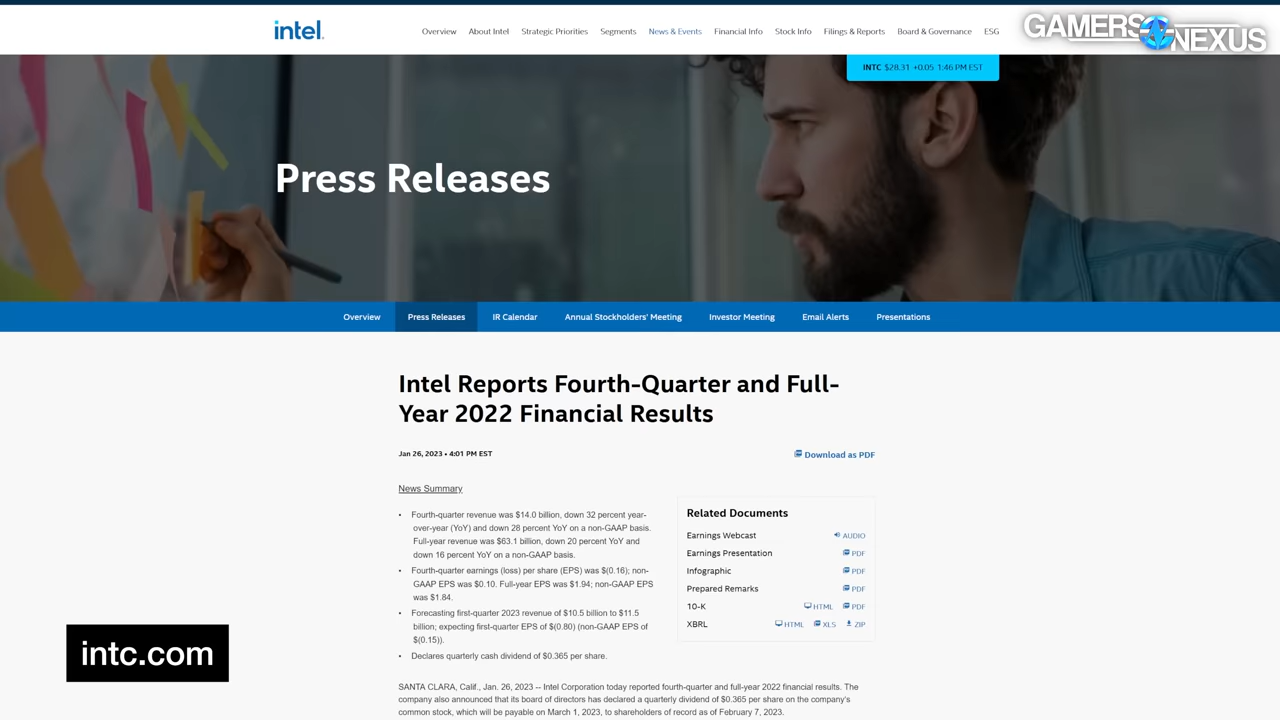 intel.
Overview About Intel Strategic Priorities Segments News & Events Financial Info Stock Info Filings & Reports Board & Governance ESG
GAMERS NEXUS
INTC $28.31 +0.05 1:46 PM EST
Press Releases
Overview Press Releases IR Calendar Annual Stockholders' Meeting Investor Meeting Email Alerts Presentations
Intel Reports Fourth-Quarter and Full-
Year 2022 Financial Results
Jan 26, 2023 • 4:01 PM EST
Download as PDF
News Summary
• Fourth-quarter revenue was $14.0 billion, down 32 percent year-
over-year (YoY) and down 28 percent YoY on a non-GAAP basis.
Full-year revenue was $63.1 billion, down 20 percent YoY and
down 16 percent YoY on a non-GAAP basis.
• Fourth-quarter earnings (loss) per share (EPS) was $(0.16); non-
GAAP EPS was $0.10. Full-year EPS was $1.94; non-GAAP EPS
was $1.84.
• Forecasting first-quarter 2023 revenue of $10.5 billion to $11.5
billion; expecting first-quarter EPS of $(0.80) (non-GAAP EPS of
$(0.15)).
• Declares quarterly cash dividend of $0.365 per share.
Related Documents
Earnings Webcast AUDIO
Earnings Presentation PDF
Infographic PDF
Prepared Remarks PDF
10-K HTML PDF
XBRL HTML XLS ZIP
intc.com
SANTA CLARA, Calif., Jan. 26, 2023 -- Intel Corporation today reported fourth-quarter and full-year 2022 financial results. The
company also announced that its board of directors has declared a quarterly dividend of $0.365 per share on the company's
common stock, which will be payable on March 1, 2023, to shareholders of record as of February 7, 2023.